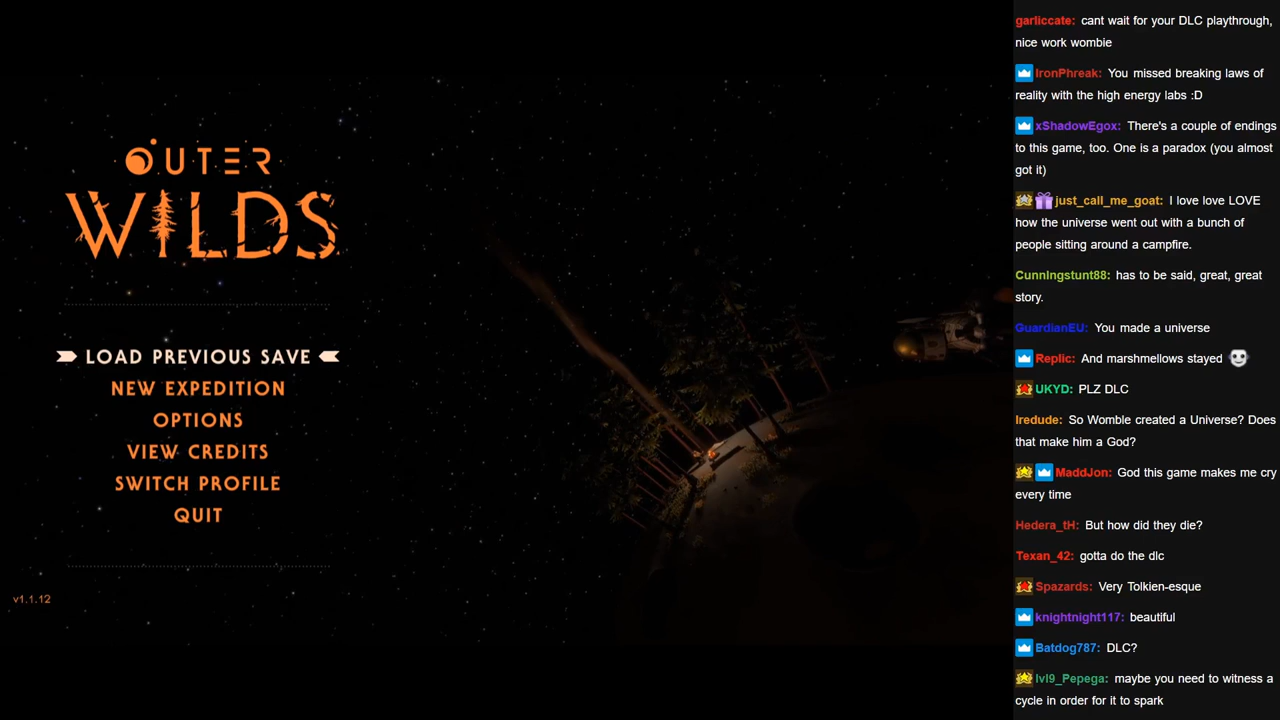 OUTER
WILDS
LOAD PREVIOUS SAVE
NEW EXPEDITION
OPTIONS
VIEW CREDITS
SWITCH PROFILE
QUIT
v1.1.12
garliccate: cant wait for your DLC playthrough,
nice work wombie
IronPhreak: You missed breaking laws of
reality with the high energy labs :D
xShadowEgox: There's a couple of endings
to this game, too. One is a paradox (you almost
got it)
just_call_me_goat: I love love LOVE
how the universe went out with a bunch of
people sitting around a campfire.
CunnIngstunt88: has to be said, great, great
story.
GuardianEU: You made a universe
Replic: And marshmellows stayed
UKYD: PLZ DLC
Iredude: So Womble created a Universe? Does
that make him a God?
MaddJon: God this game makes me cry
every time
Hedera_tH: But how did they die?
Texan_42: gotta do the dlc
Spazards: Very Tolkien-esque
knightnight117: beautiful
Batdog787: DLC?
lvl9_Pepega: maybe you need to witness a
cycle in order for it to spark